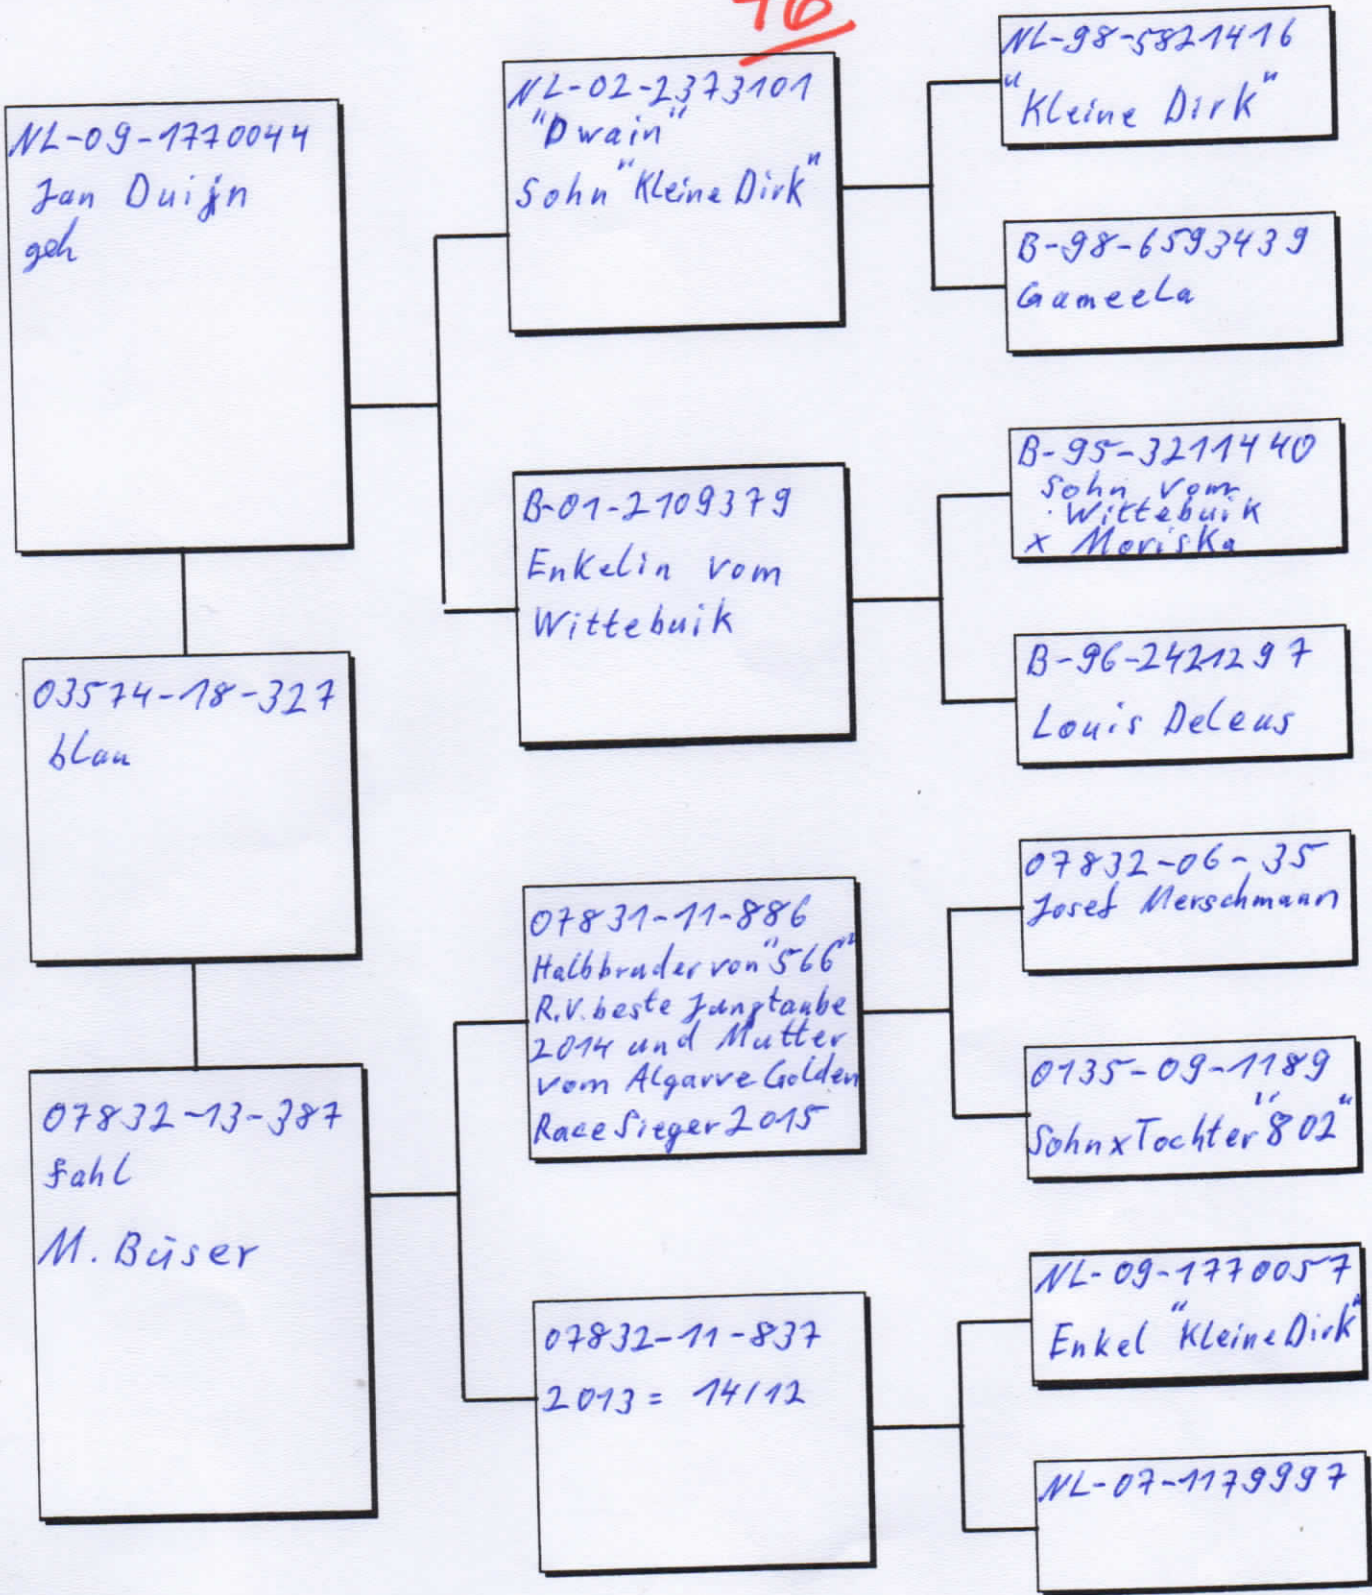 46
NL-09-1770044
Jan Duijn
geh
03574-18-327
blau
07832-13-387
fahl
M. Büser
NL-02-2373101
"Dwain"
Sohn "Kleine Dirk"
B-01-2109379
Enkelin vom
Wittebuik
07831-11-886
Halbbruder von "566"
R.V. beste Jungtaube
2014 und Mutter
vom Algarve Golden
Race Sieger 2015
07832-11-837
2013 = 14/12
NL-98-5821416
"Kleine Dirk"
B-98-6593439
Gameela
B-95-3211440
Sohn vom
Wittebuik
x Moriska
B-96-2421297
Louis Deleus
07832-06-35
Josef Merschmann
0135-09-1189
Sohn x Tochter "802"
NL-09-1770057
Enkel "Kleine Dirk"
NL-07-1179997